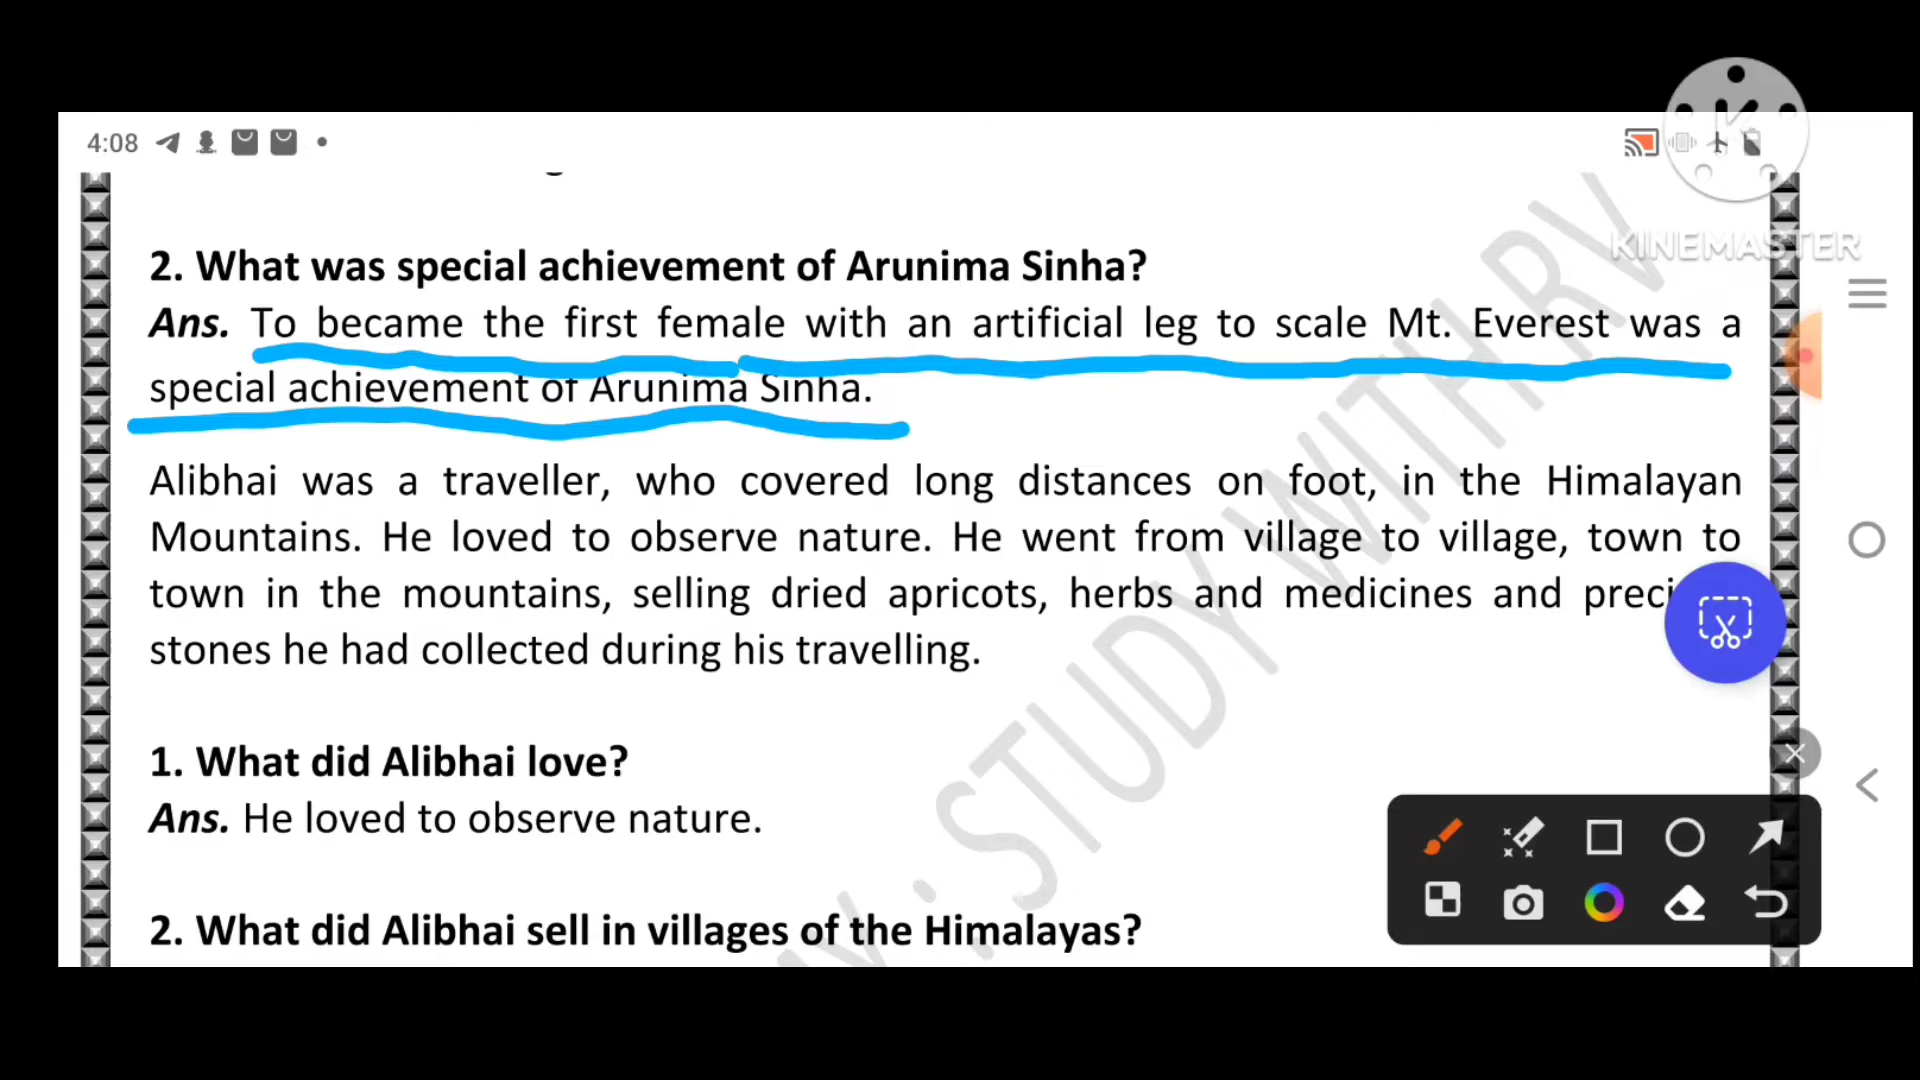 KINEMASTER
4:08
2. What was special achievement of Arunima Sinha?
Ans. To became the first female with an artificial leg to scale Mt. Everest was a
special achievement of Arunima Sinha.
Alibhai was a traveller, who covered long distances on foot, in the Himalayan
Mountains. He loved to observe nature. He went from village to village, town to
town in the mountains, selling dried apricots, herbs and medicines and preci
stones he had collected during his travelling.
1. What did Alibhai love?
Ans. He loved to observe nature.
2. What did Alibhai sell in villages of the Himalayas?
Y : STUDY WITH RV